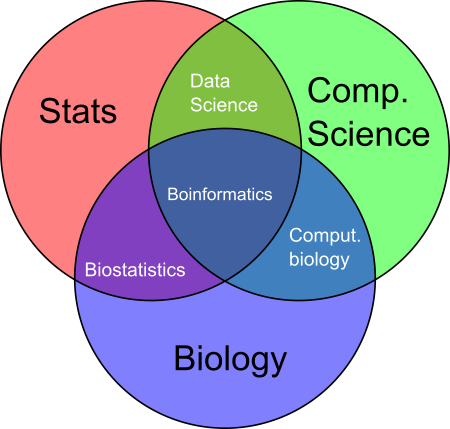 Data
Science
Stats
Comp.
Science
Boinformatics
Comput.
biology
Biostatistics
Biology